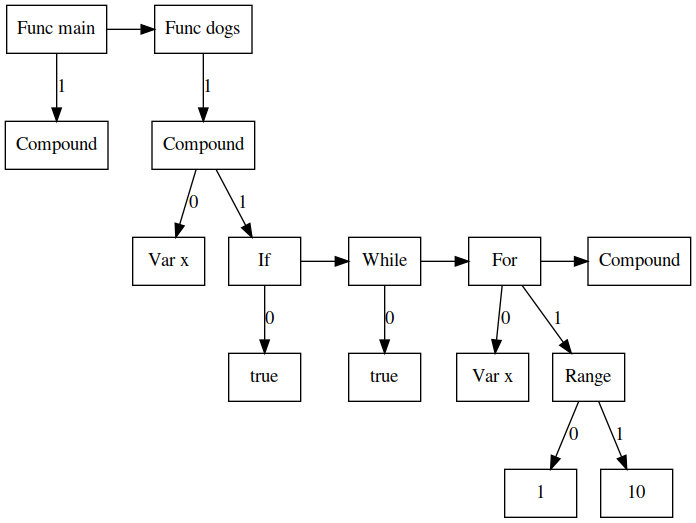 Func main
Func dogs
1
1
Compound
Compound
0
1
Var x
If
While
For
Compound
0
0
0
1
true
true
Var x
Range
0
1
1
10